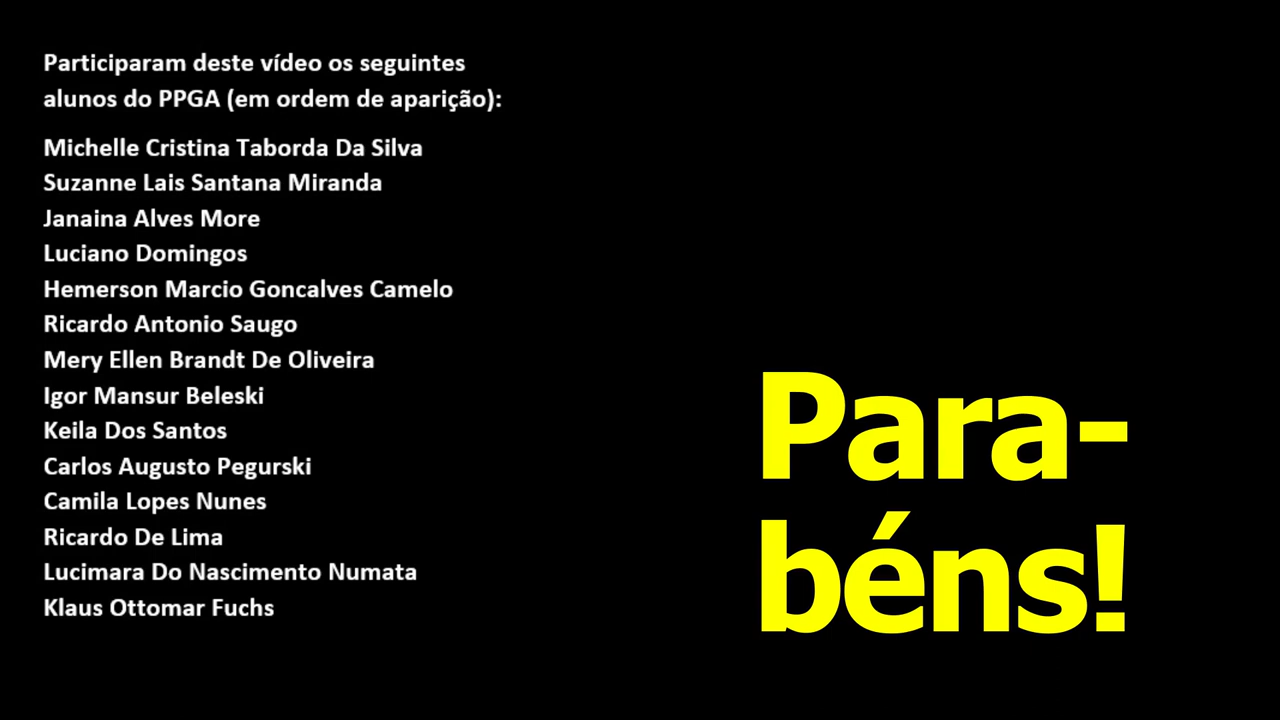 Participaram deste vídeo os seguintes
alunos do PPGA (em ordem de aparição):
Michelle Cristina Taborda Da Silva
Suzanne Lais Santana Miranda
Janaina Alves More
Luciano Domingos
Hemerson Marcio Goncalves Camelo
Ricardo Antonio Saugo
Mery Ellen Brandt De Oliveira
Igor Mansur Beleski
Keila Dos Santos
Carlos Augusto Pegurski
Camila Lopes Nunes
Ricardo De Lima
Lucimara Do Nascimento Numata
Klaus Ottomar Fuchs
Para-
béns!